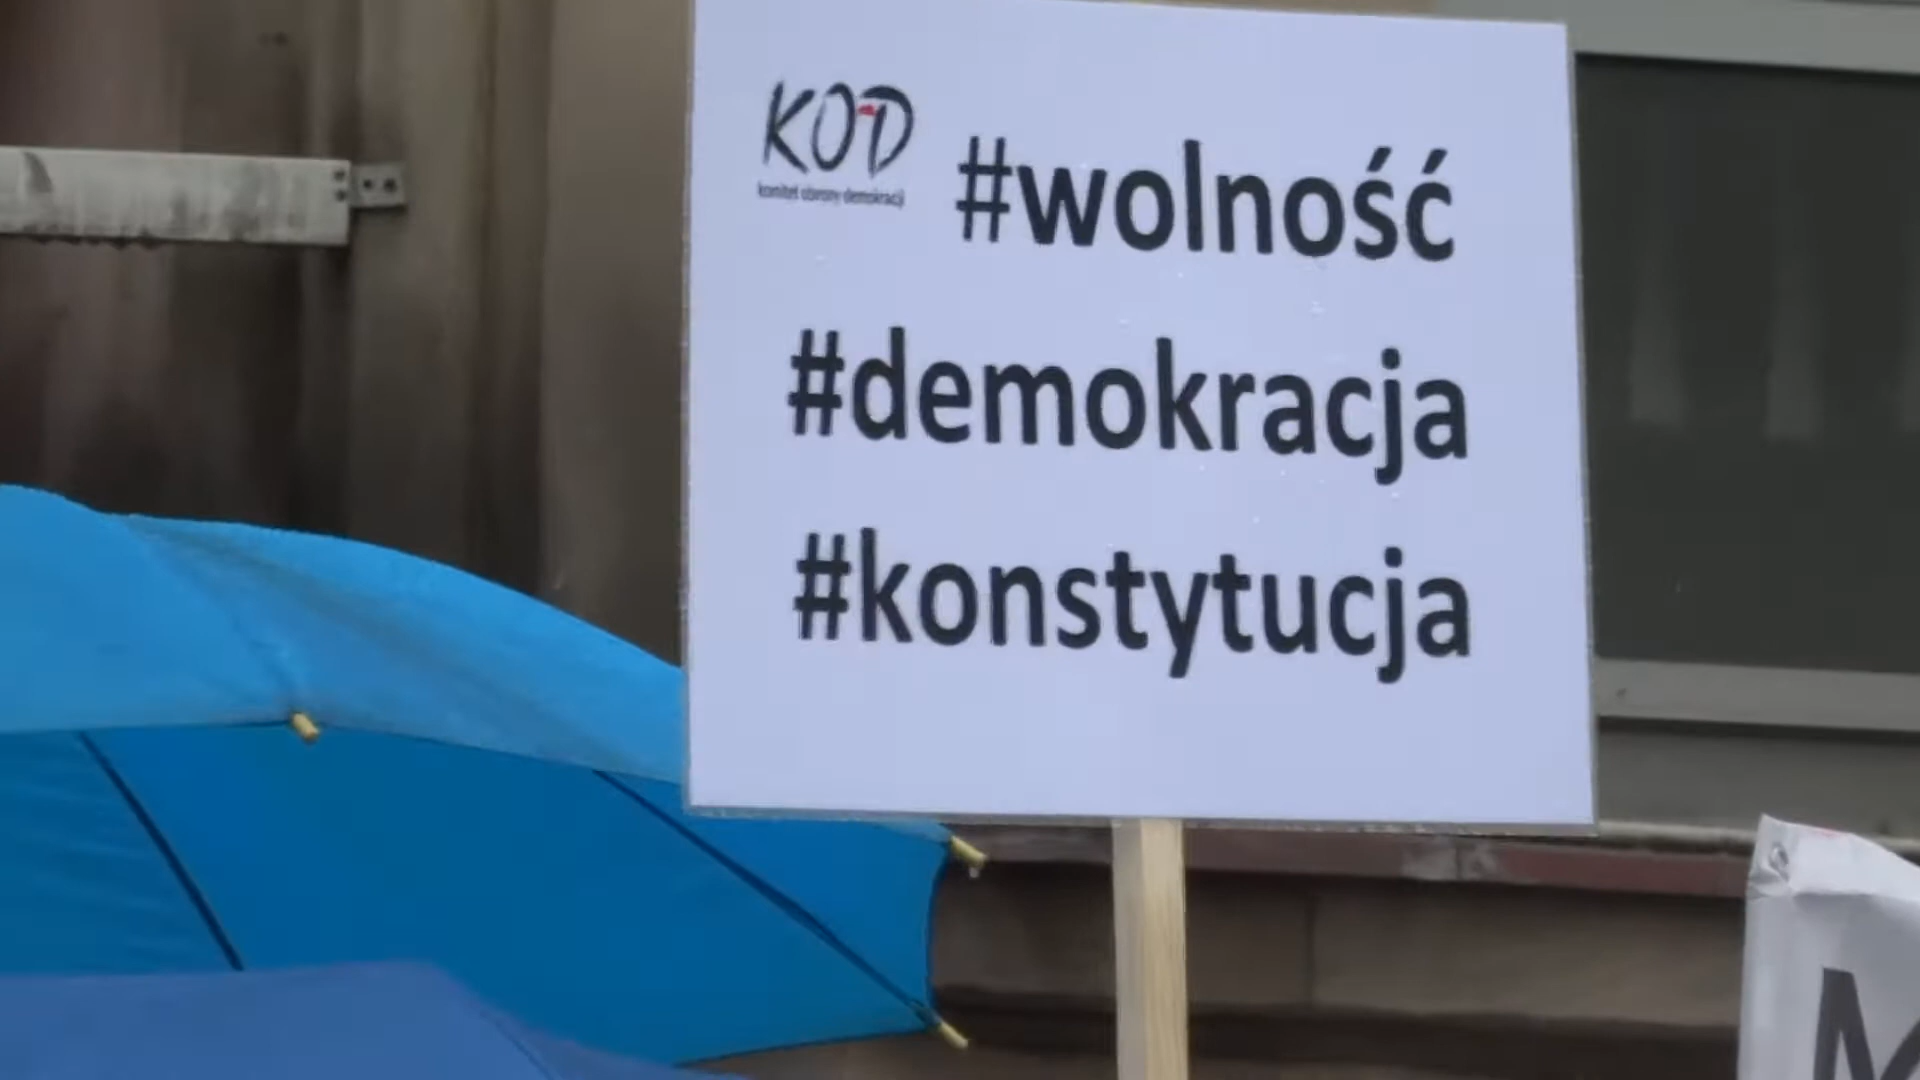 KOD
komitet obrony demokracji
#wolność
#demokracja
#konstytucja
M